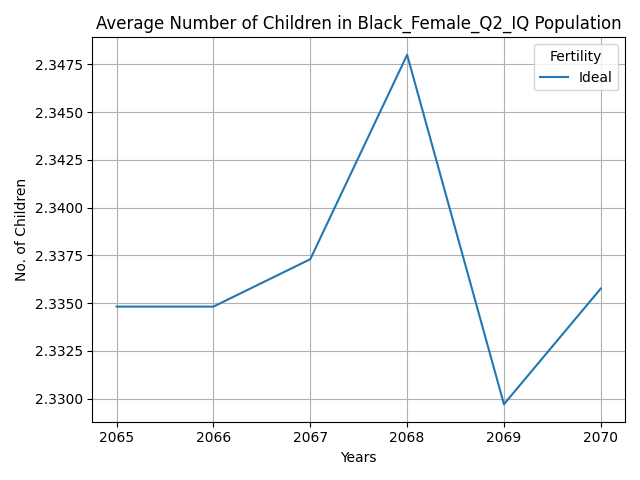 Average Number of Children in Black_Female_Q2_IQ Population
Fertility
Ideal
2.3475
2.3450
2.3425
2.3400
2.3375
2.3350
2.3325
2.3300
No. of Children
2065 2066 2067 2068 2069 2070
Years